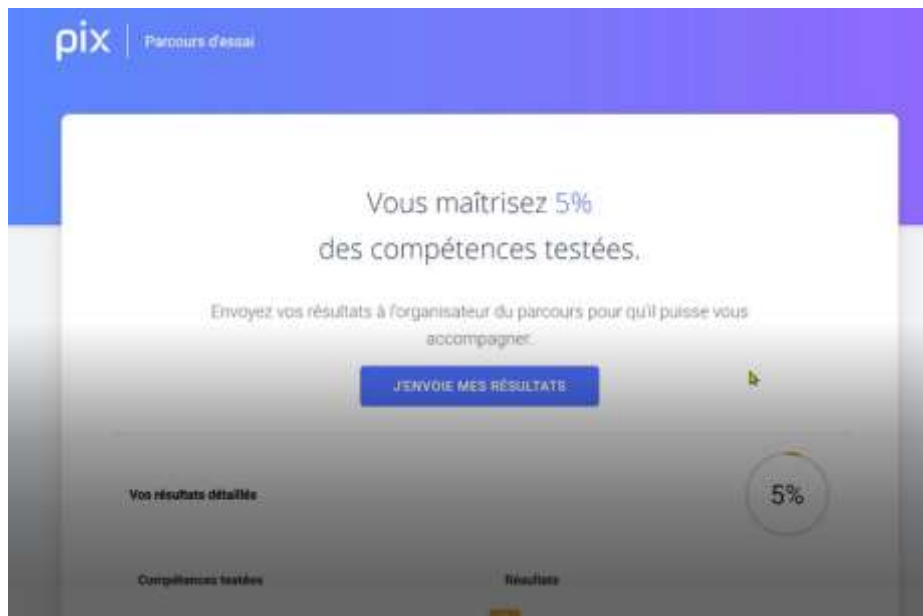 pix Parcours d'essai
Vous maîtrisez 5%
des compétences testées.
Envoyez vos résultats à l'organisateur du parcours pour qu'il puisse vous
accompagner.
J'ENVOIE MES RÉSULTATS
Vos résultats détaillés
5%
Compétences testées Résultats